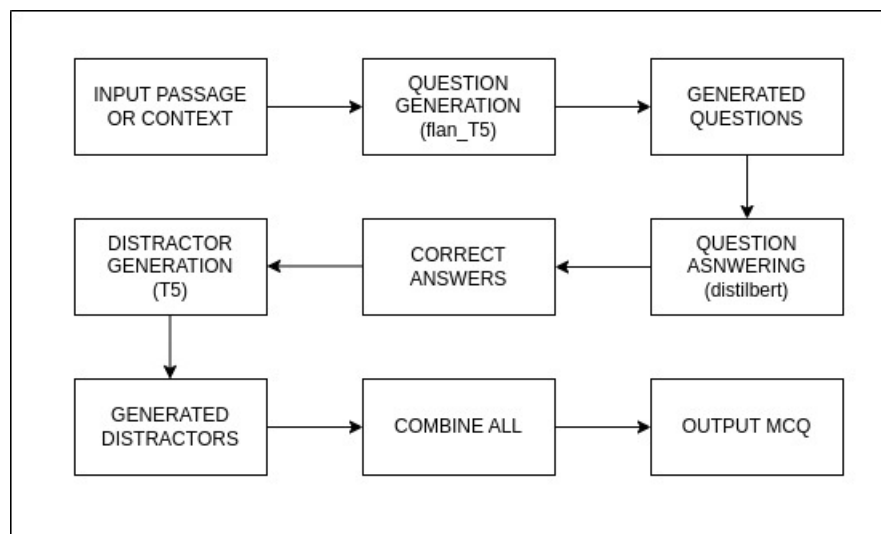 INPUT PASSAGE
OR CONTEXT
QUESTION
GENERATION
(flan_T5)
GENERATED
QUESTIONS
DISTRACTOR
GENERATION
(T5)
CORRECT
ANSWERS
QUESTION
ASNWERING
(distilbert)
GENERATED
DISTRACTORS
COMBINE ALL
OUTPUT MCQ